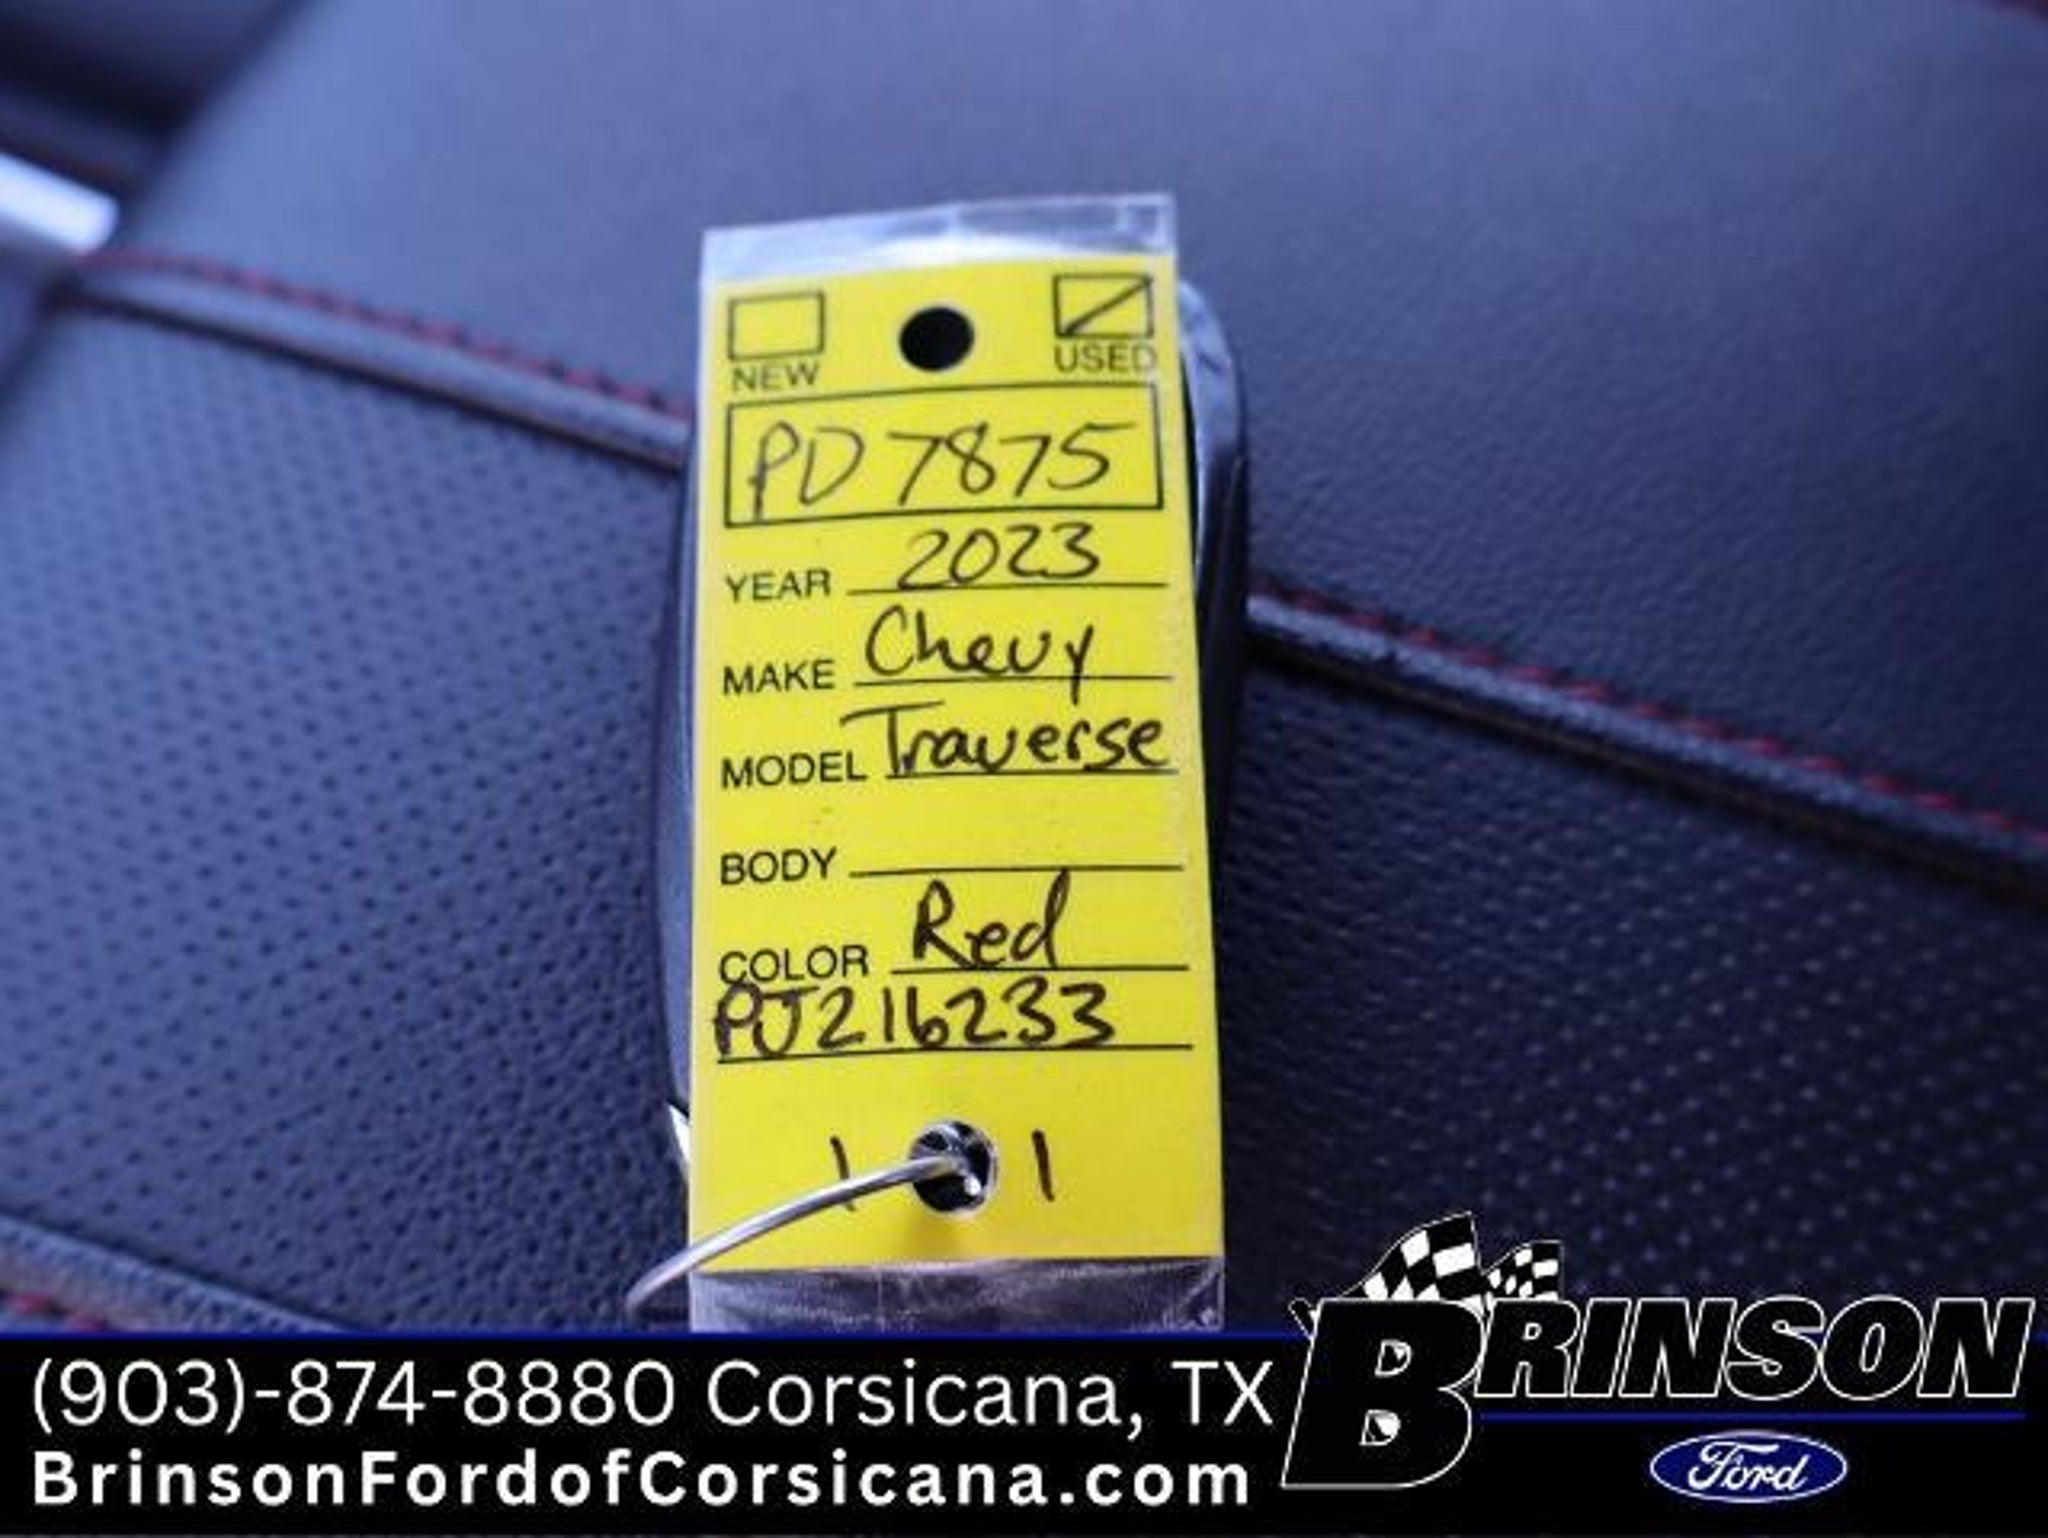 NEW USED
PD 7875
YEAR 2023
MAKE Chevy
MODEL Traverse
BODY
COLOR Red
PJ216233
1 1
(903)-874-8880 Corsicana, TX
BrinsonFordofCorsicana.com
BRINSON
Ford